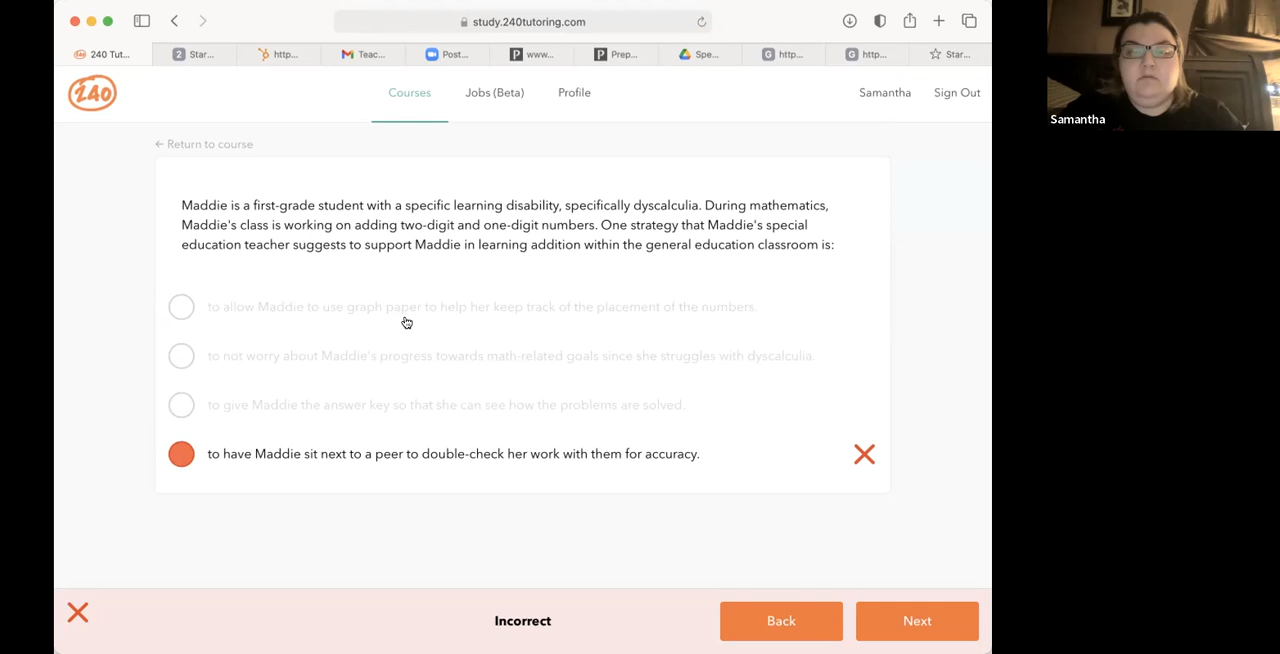 study.240tutoring.com
240 Tut...
2 Star...
http...
Teac...
Post...
P www...
P Prep...
Spe...
G http...
G http...
Star...
240
Courses
Jobs (Beta)
Profile
Samantha
Sign Out
Samantha
← Return to course
Maddie is a first-grade student with a specific learning disability, specifically dyscalculia. During mathematics,
Maddie's class is working on adding two-digit and one-digit numbers. One strategy that Maddie's special
education teacher suggests to support Maddie in learning addition within the general education classroom is:
to allow Maddie to use graph paper to help her keep track of the placement of the numbers.
to not worry about Maddie's progress towards math-related goals since she struggles with dyscalculia.
to give Maddie the answer key so that she can see how the problems are solved.
to have Maddie sit next to a peer to double-check her work with them for accuracy.
Incorrect
Back
Next